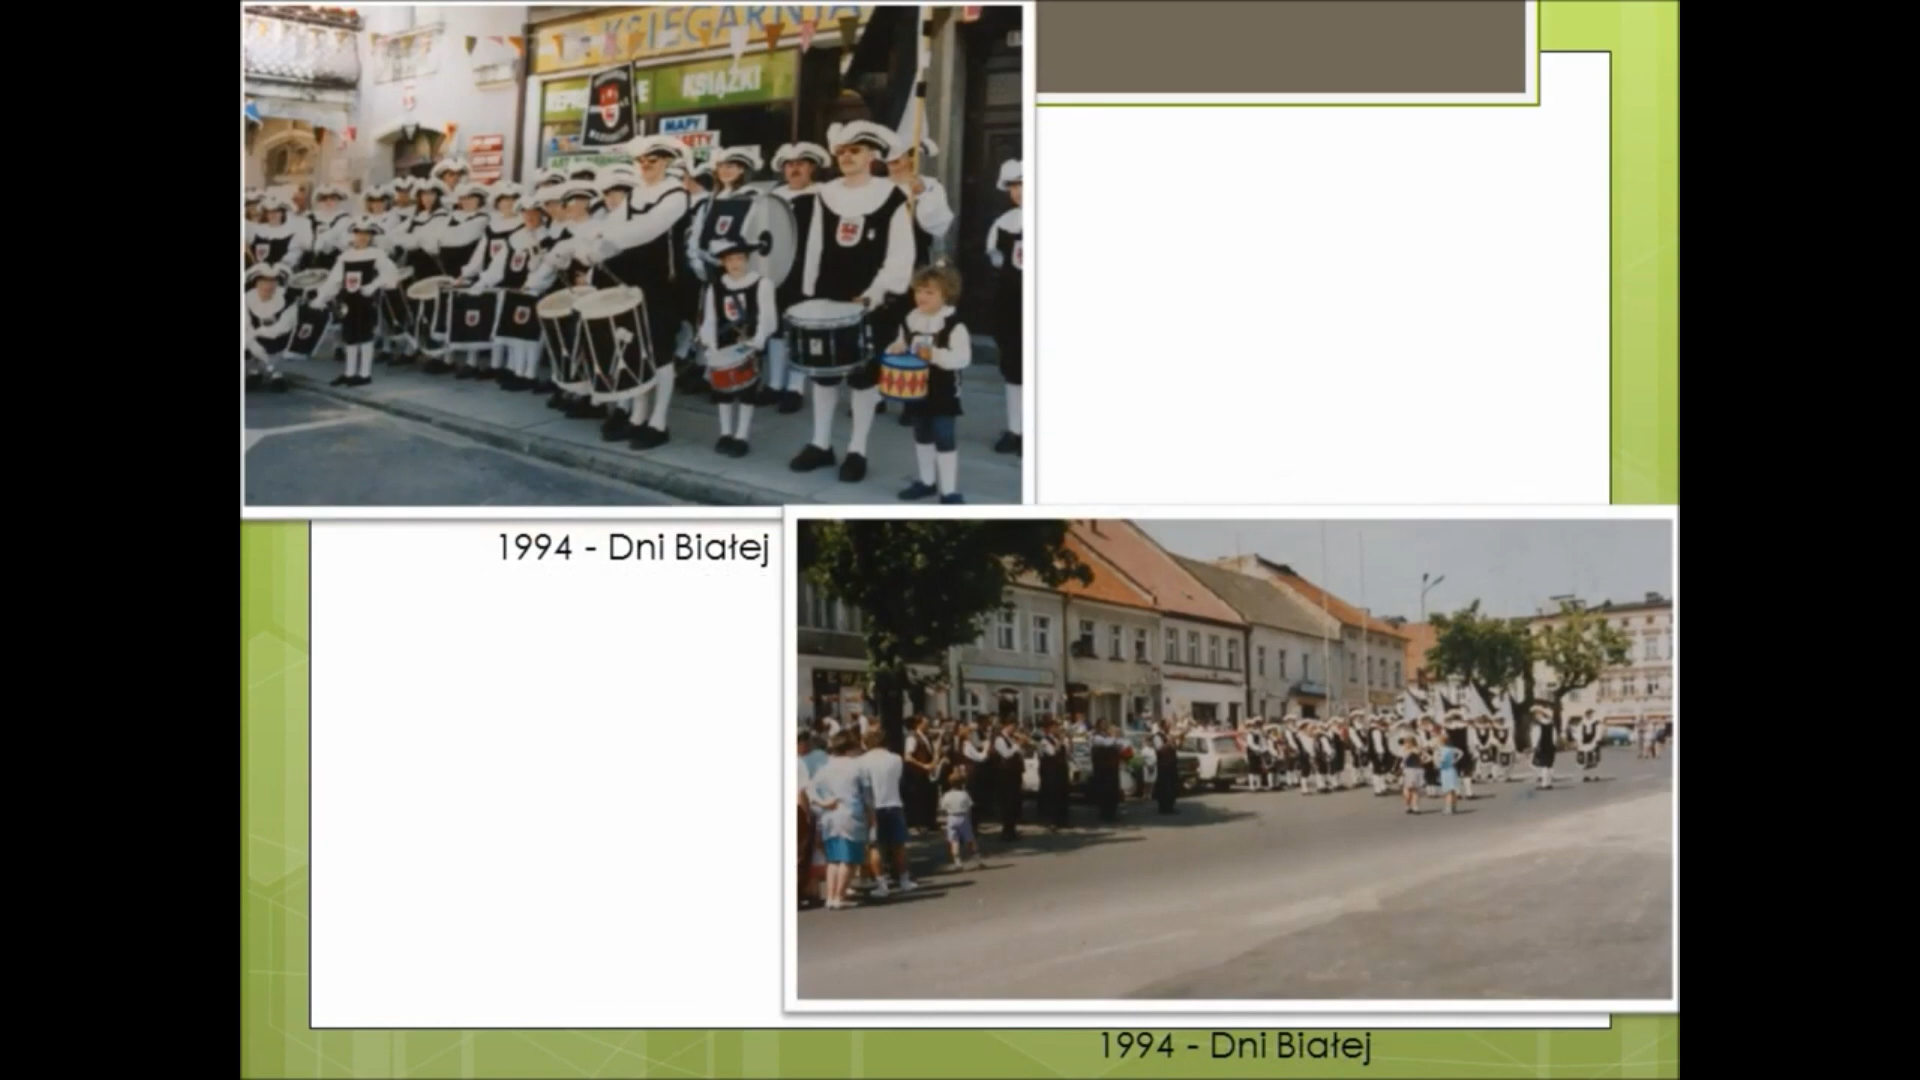 KSIĘGARNIA
KSIĄŻKI
MAPY
1994 - Dni Białej
1994 - Dni Białej